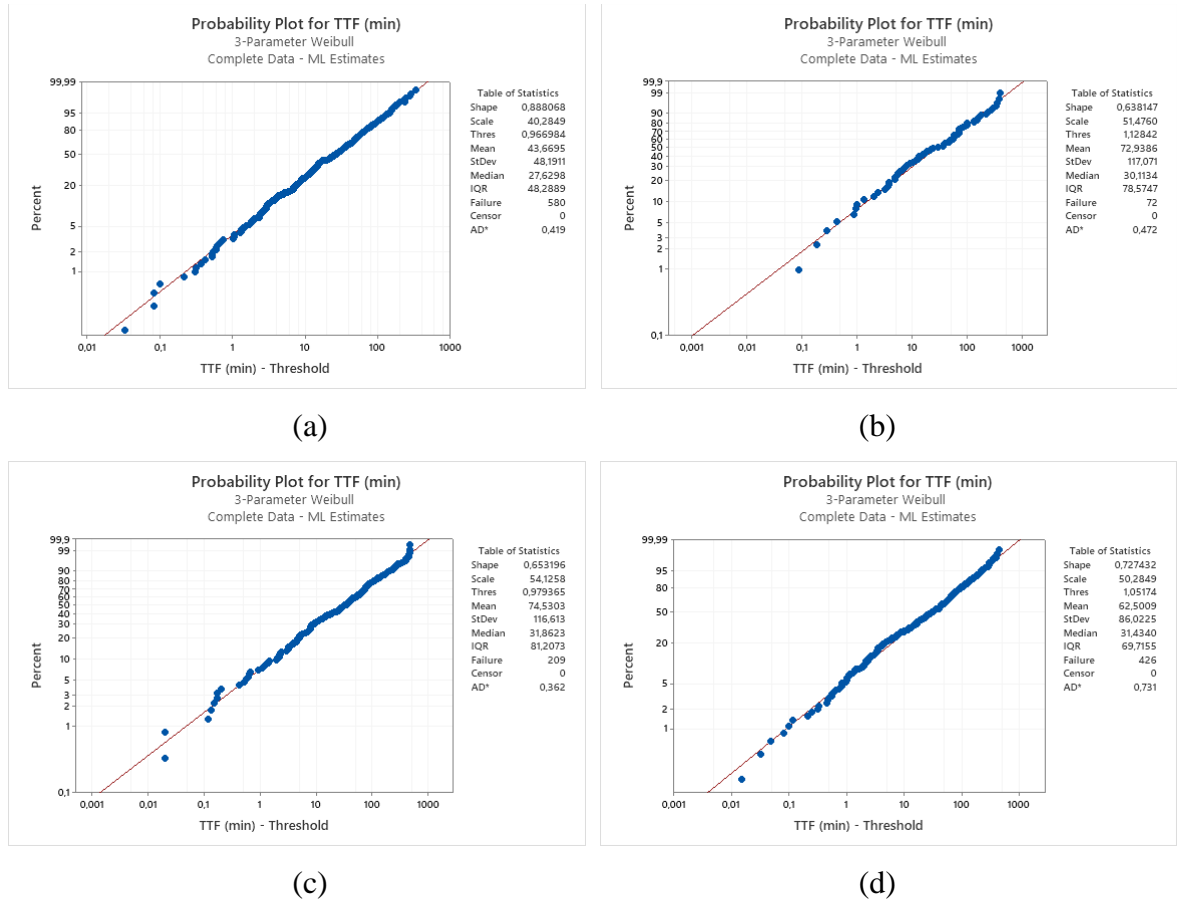 Probability Plot for TTF (min)
3-Parameter Weibull
Complete Data - ML Estimates
99,99
95
80
50
20
5
2
1
Percent
0,01 0,1 1 10 100 1000
TTF (min) - Threshold
Table of Statistics
Shape 0,888068
Scale 40,2849
Thres 0,966984
Mean 43,6695
StDev 48,1911
Median 27,6298
IQR 48,2889
Failure 580
Censor 0
AD* 0,419
(a)
Probability Plot for TTF (min)
3-Parameter Weibull
Complete Data - ML Estimates
99,9
99
90
80
70
60
50
40
30
20
10
5
3
2
1
0,1
Percent
0,001 0,01 0,1 1 10 100 1000
TTF (min) - Threshold
Table of Statistics
Shape 0,638147
Scale 51,4760
Thres 1,12842
Mean 72,9386
StDev 117,071
Median 30,1134
IQR 78,5747
Failure 72
Censor 0
AD* 0,472
(b)
Probability Plot for TTF (min)
3-Parameter Weibull
Complete Data - ML Estimates
99,9
99
90
80
70
60
50
40
30
20
10
5
3
2
1
0,1
Percent
0,001 0,01 0,1 1 10 100 1000
TTF (min) - Threshold
Table of Statistics
Shape 0,653196
Scale 54,1258
Thres 0,979365
Mean 74,5303
StDev 116,613
Median 31,8623
IQR 81,2073
Failure 209
Censor 0
AD* 0,362
(c)
Probability Plot for TTF (min)
3-Parameter Weibull
Complete Data - ML Estimates
99,99
95
80
50
20
5
2
1
Percent
0,001 0,01 0,1 1 10 100 1000
TTF (min) - Threshold
Table of Statistics
Shape 0,727432
Scale 50,2849
Thres 1,05174
Mean 62,5009
StDev 86,0225
Median 31,4340
IQR 69,7155
Failure 426
Censor 0
AD* 0,731
(d)